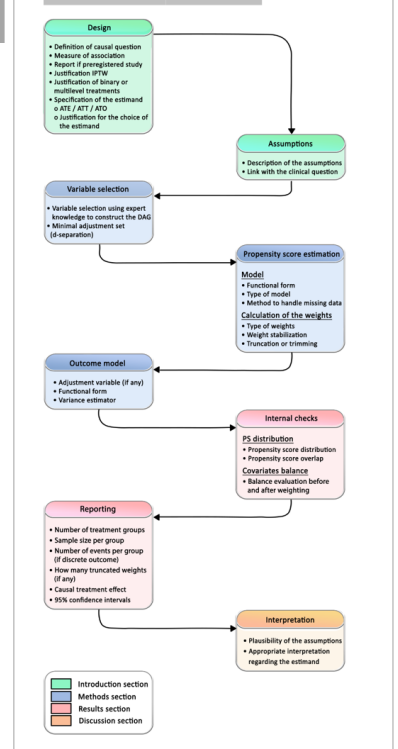 Design
• Definition of causal question
• Measure of association
• Report if preregistered study
• Justification IPTW
• Justification of binary or
multilevel treatments
• Specification of the estimand
o ATE / ATT / ATO
o Justification for the choice of
the estimand
Assumptions
• Description of the assumptions
• Link with the clinical question
Variable selection
• Variable selection using expert
knowledge to construct the DAG
• Minimal adjustment set
(d-separation)
Propensity score estimation
Model
• Functional form
• Type of model
• Method to handle missing data
Calculation of the weights
• Type of weights
• Weight stabilization
• Truncation or trimming
Outcome model
• Adjustment variable (if any)
• Functional form
• Variance estimator
Internal checks
PS distribution
• Propensity score distribution
• Propensity score overlap
Covariates balance
• Balance evaluation before
and after weighting
Reporting
• Number of treatment groups
• Sample size per group
• Number of events per group
(if discrete outcome)
• How many truncated weights
(if any)
• Causal treatment effect
• 95% confidence intervals
Interpretation
• Plausibility of the assumptions
• Appropriate interpretation
regarding the estimand
Introduction section
Methods section
Results section
Discussion section